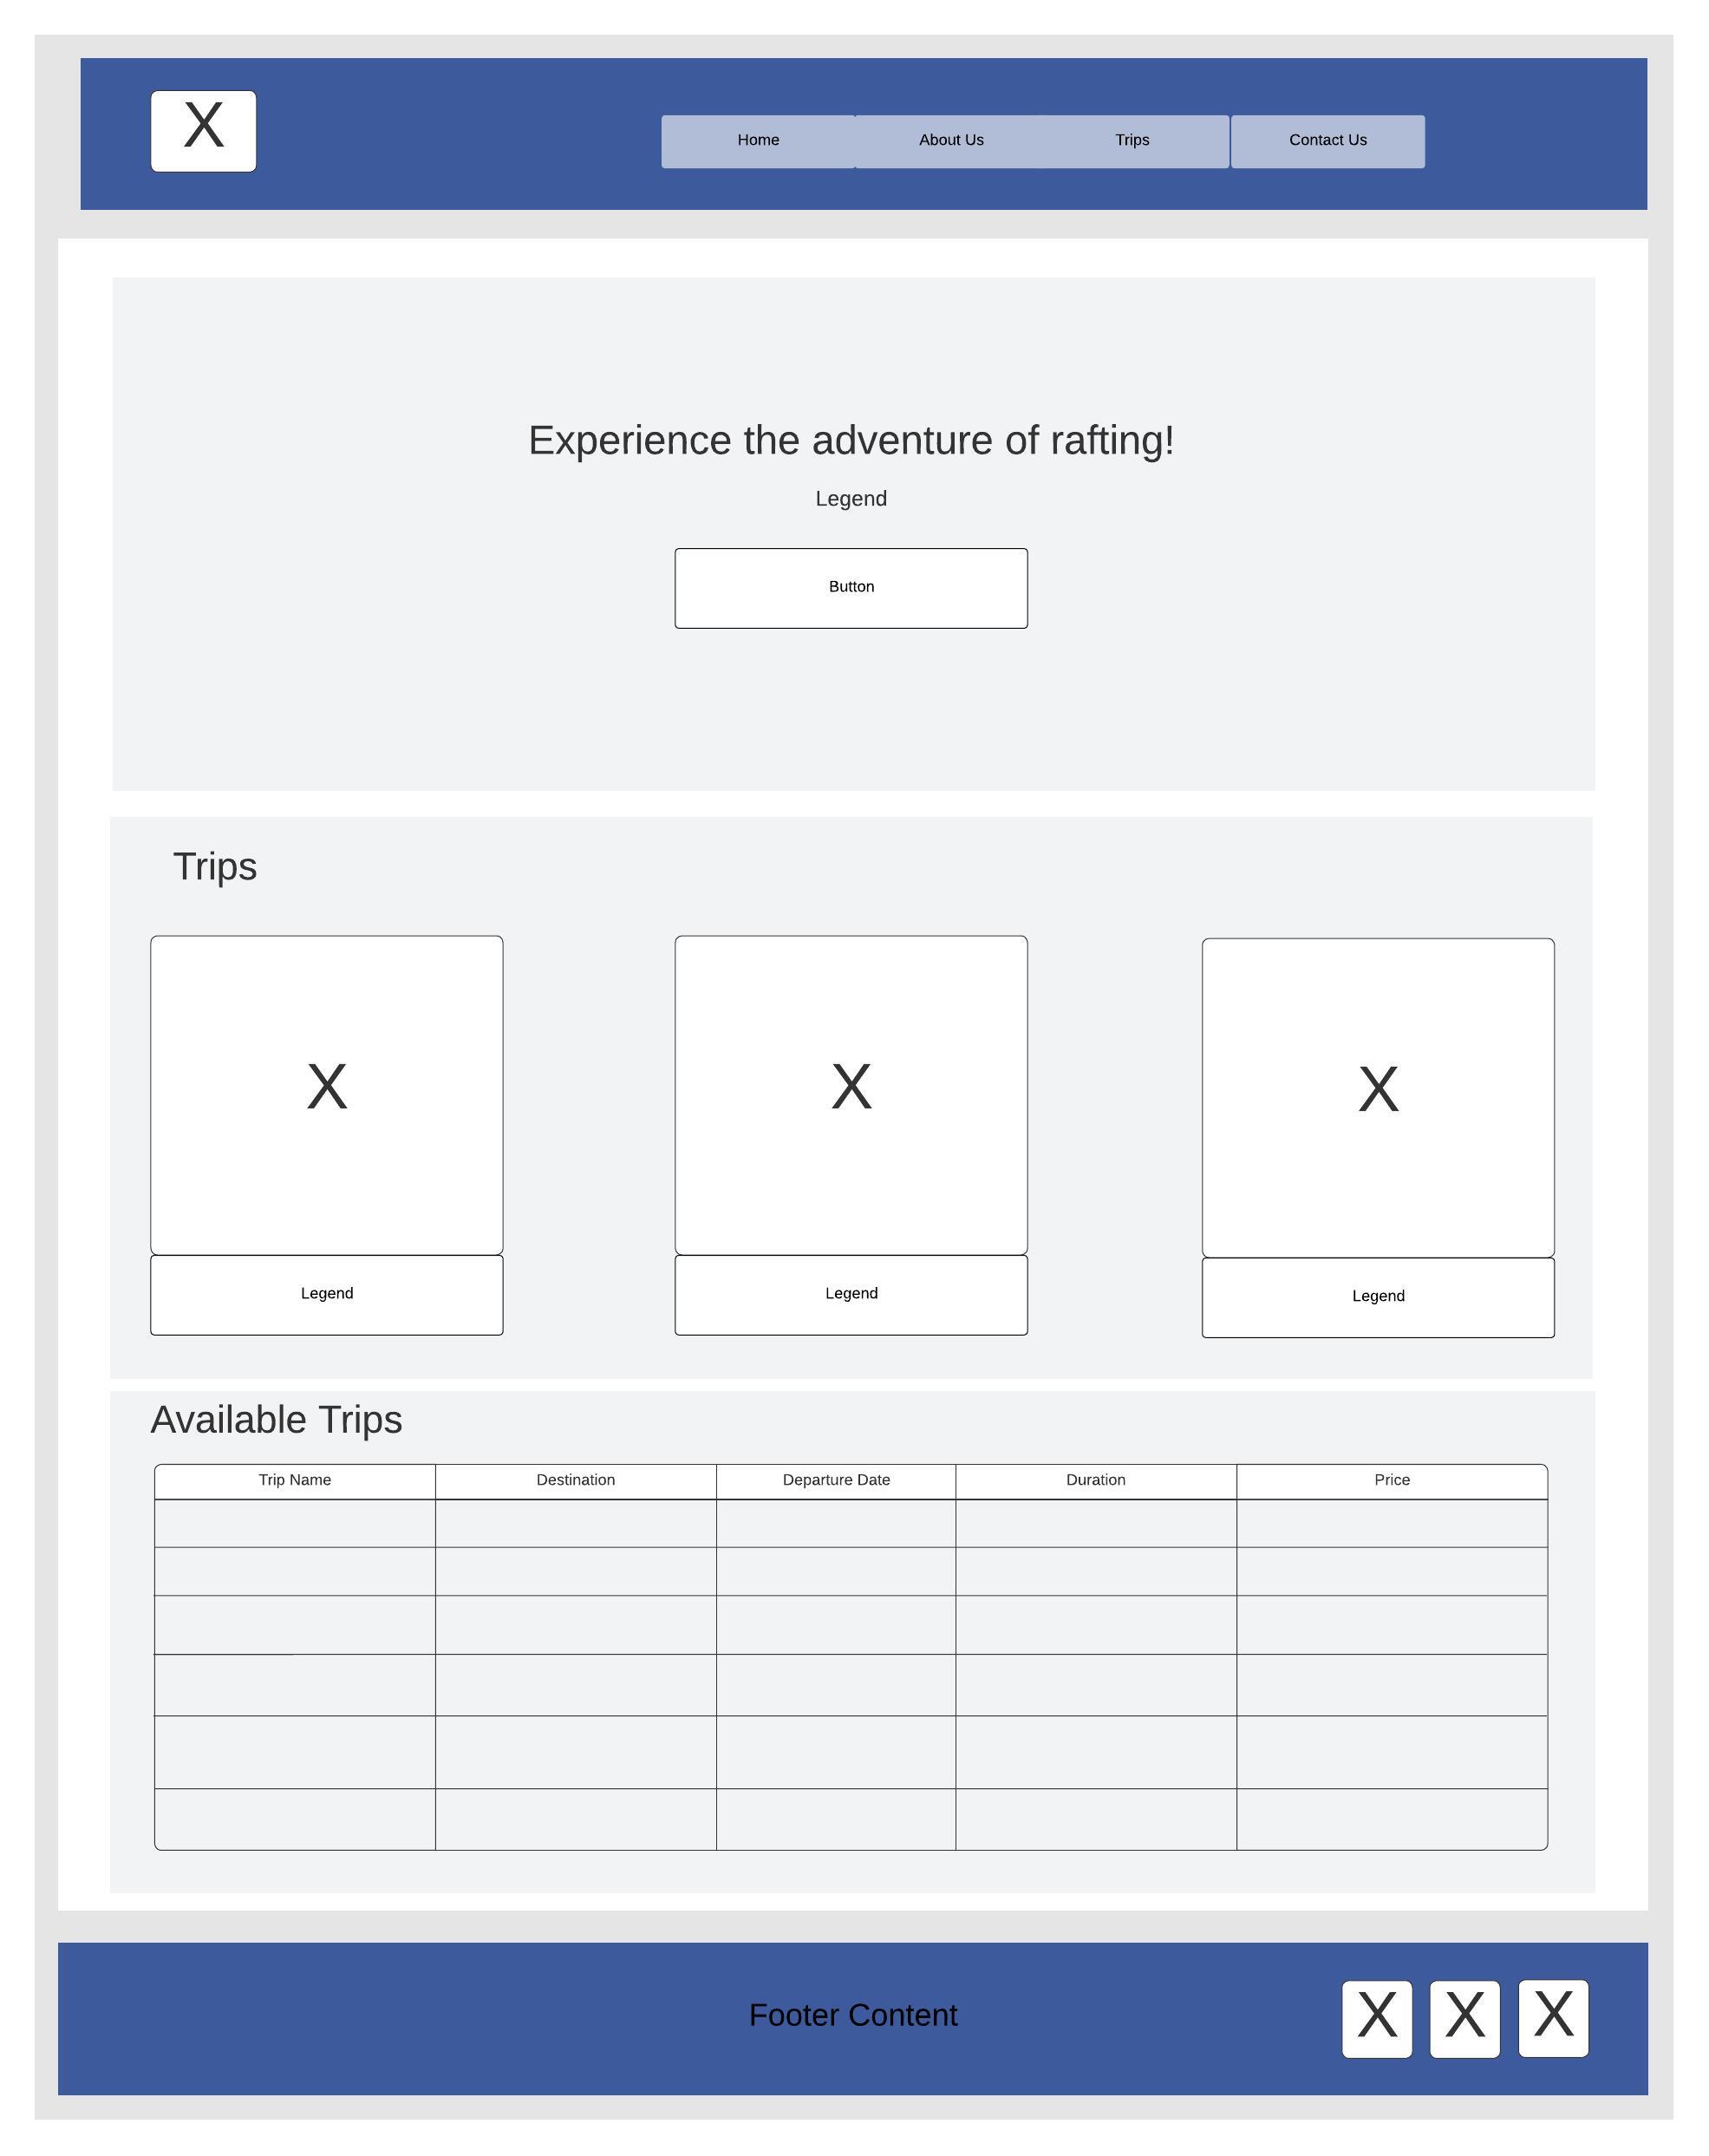 X
Home About Us Trips Contact Us
Experience the adventure of rafting!
Legend
Button
Trips
X X X
Legend Legend Legend
Available Trips
Trip Name Destination Departure Date Duration Price
Footer Content
X X X